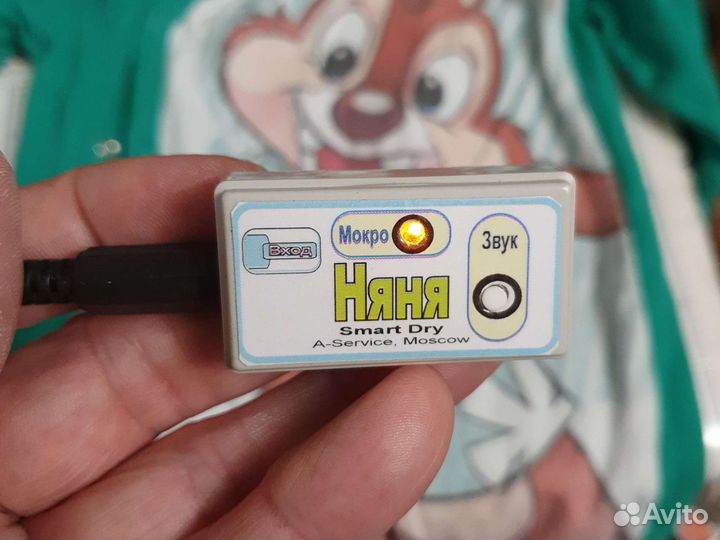 Мокро
Звук
Вход
Няня
Smart Dry
A-Service, Moscow
Avito